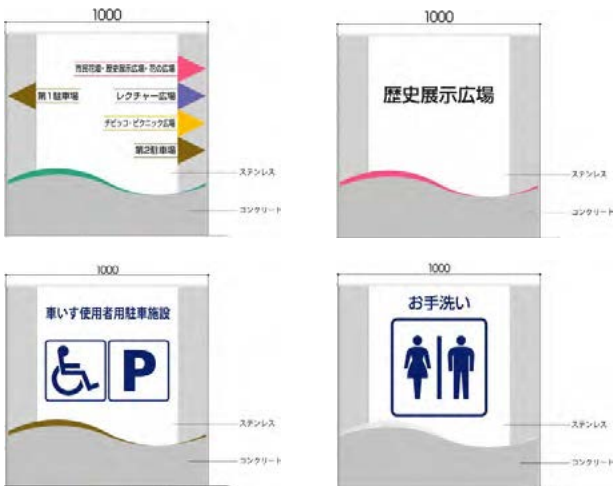 1000
市民花壇・歴史展示広場・花の広場
第1駐車場
レクチャー広場
チビッコ・ピクニック広場
第2駐車場
ステンレス
コンクリート
1000
歴史展示広場
ステンレス
コンクリート
1000
車いす使用者用駐車施設
P
ステンレス
コンクリート
1000
お手洗い
ステンレス
コンクリート